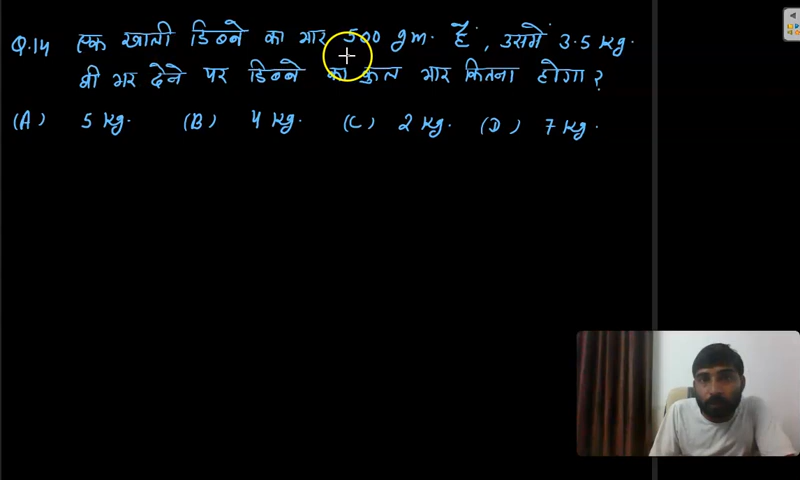 Q.14 एक खाली डिब्बे का भार 500 gm. है, उसमें 3.5 kg.
घी भर देने पर डिब्बे का कुल भार कितना होगा?
(A) 5 kg. (B) 4 kg. (C) 2 kg. (D) 7 kg.